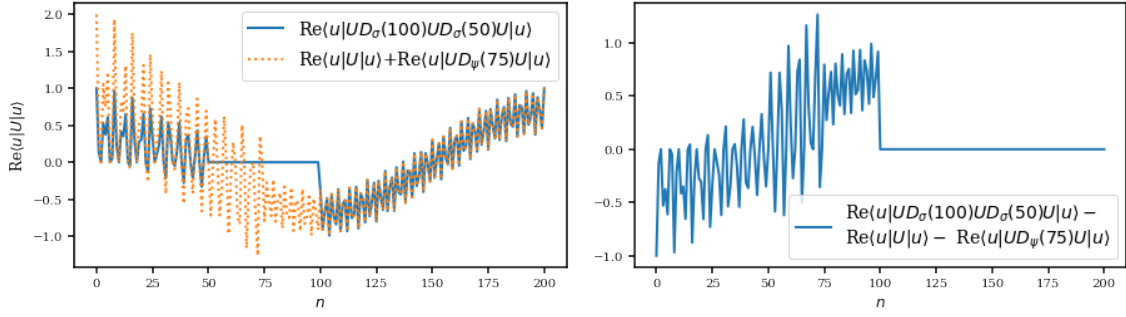 Re⟨u|UD_σ(100)UD_σ(50)U|u⟩
Re⟨u|U|u⟩+Re⟨u|UD_ψ(75)U|u⟩
Re⟨u|U|u⟩
2.0
1.5
1.0
0.5
0.0
−0.5
−1.0
0 25 50 75 100 125 150 175 200
n
1.0
0.5
0.0
−0.5
−1.0
Re⟨u|UD_σ(100)UD_σ(50)U|u⟩ −
Re⟨u|U|u⟩ − Re⟨u|UD_ψ(75)U|u⟩
0 25 50 75 100 125 150 175 200
n